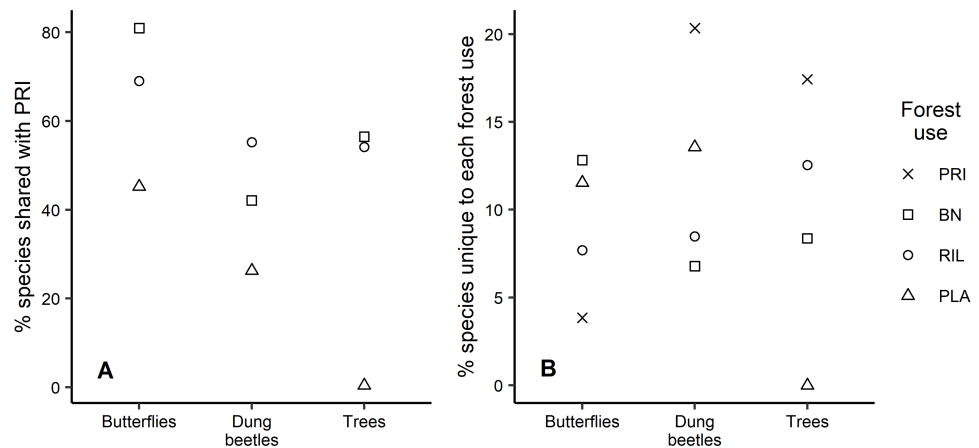 % species shared with PRI
80
60
40
20
0
A
Butterflies
Dung
beetles
Trees
% species unique to each forest use
20
15
10
5
0
B
Butterflies
Dung
beetles
Trees
Forest
use
PRI
BN
RIL
PLA